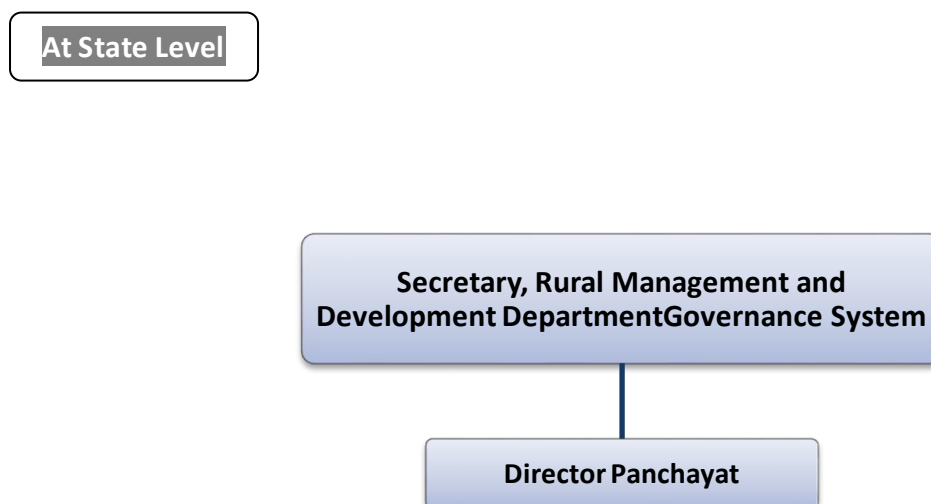 At State Level
Secretary, Rural Management and
Development DepartmentGovernance System
Director Panchayat